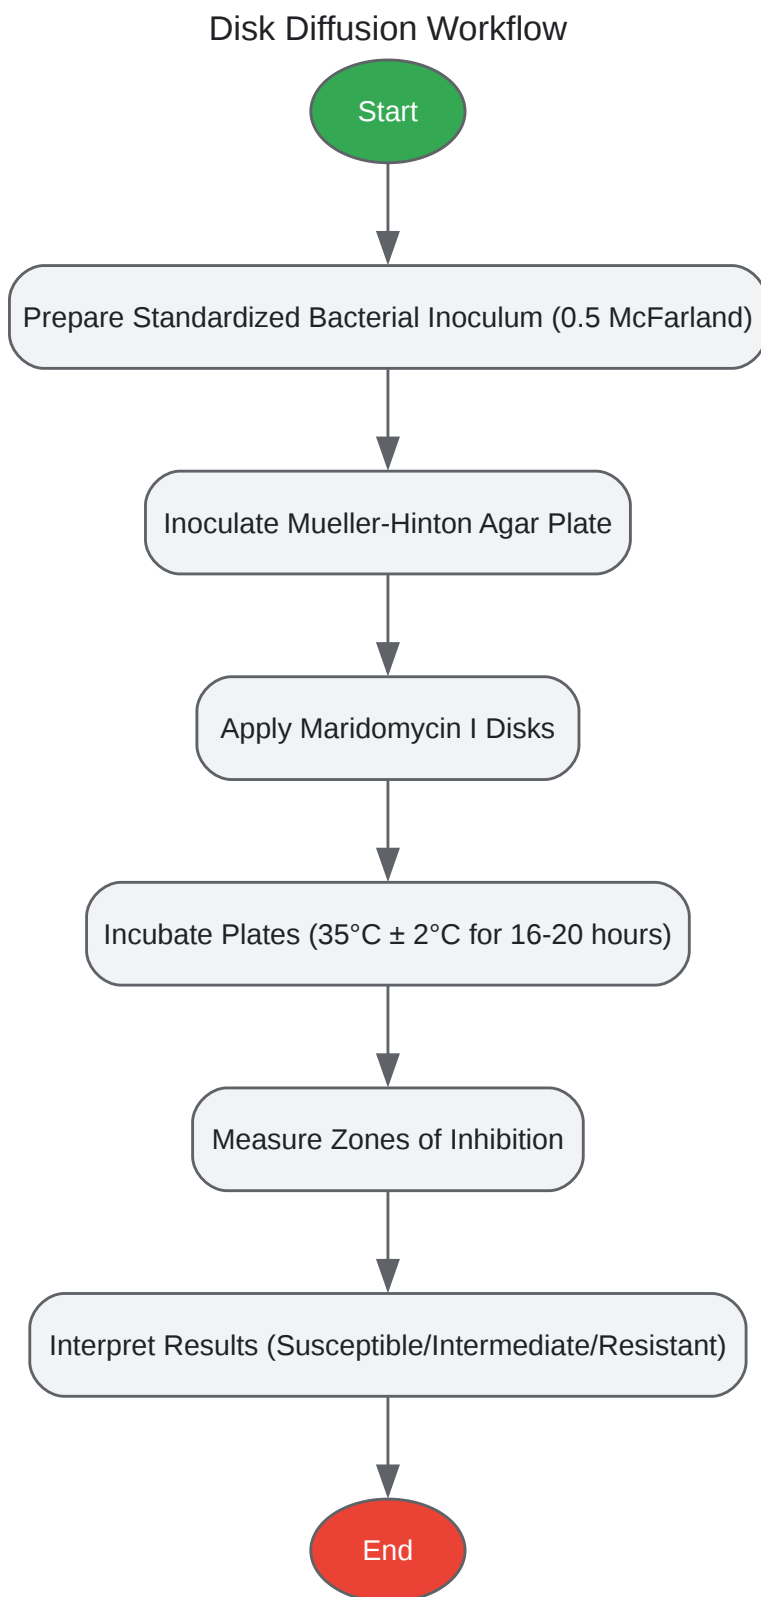 Disk Diffusion Workflow
Start
Prepare Standardized Bacterial Inoculum (0.5 McFarland)
Inoculate Mueller-Hinton Agar Plate
Apply Maridomycin I Disks
Incubate Plates (35°C ± 2°C for 16-20 hours)
Measure Zones of Inhibition
Interpret Results (Susceptible/Intermediate/Resistant)
End